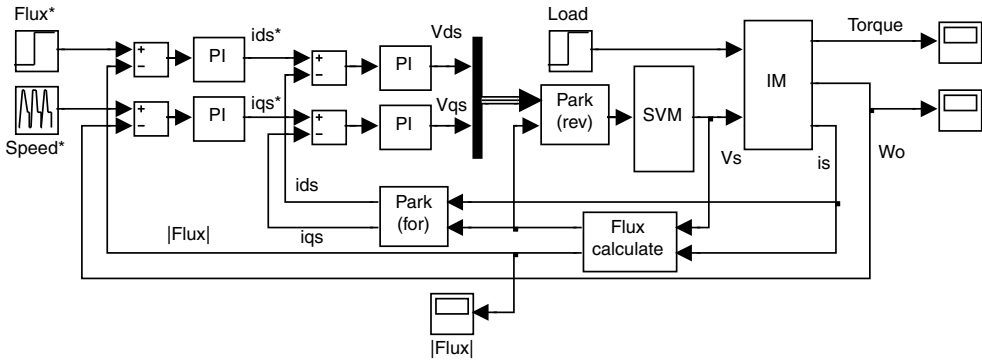 Flux*
+
−
PI
ids*
+
−
PI
Vds
Load
Torque
Speed*
+
−
PI
iqs*
+
−
PI
Vqs
Park
(rev)
SVM
IM
Vs
is
Wo
ids
Park
(for)
iqs
|Flux|
Flux
calculate
|Flux|